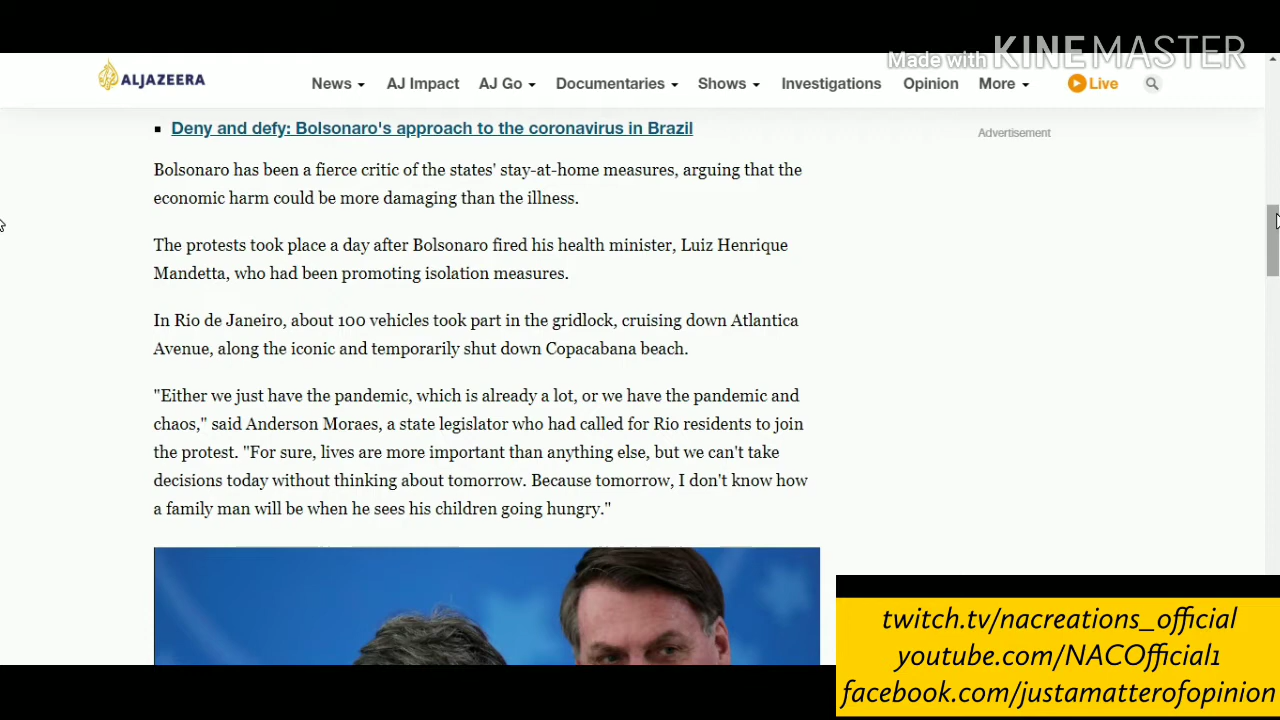 Made with KINEMASTER
ALJAZEERA
News AJ Impact AJ Go Documentaries Shows Investigations Opinion More Live
Deny and defy: Bolsonaro's approach to the coronavirus in Brazil
Advertisement
Bolsonaro has been a fierce critic of the states' stay-at-home measures, arguing that the
economic harm could be more damaging than the illness.
The protests took place a day after Bolsonaro fired his health minister, Luiz Henrique
Mandetta, who had been promoting isolation measures.
In Rio de Janeiro, about 100 vehicles took part in the gridlock, cruising down Atlantica
Avenue, along the iconic and temporarily shut down Copacabana beach.
"Either we just have the pandemic, which is already a lot, or we have the pandemic and
chaos," said Anderson Moraes, a state legislator who had called for Rio residents to join
the protest. "For sure, lives are more important than anything else, but we can't take
decisions today without thinking about tomorrow. Because tomorrow, I don't know how
a family man will be when he sees his children going hungry."
twitch.tv/nacreations_official
youtube.com/NACOfficial1
facebook.com/justamatterofopinion